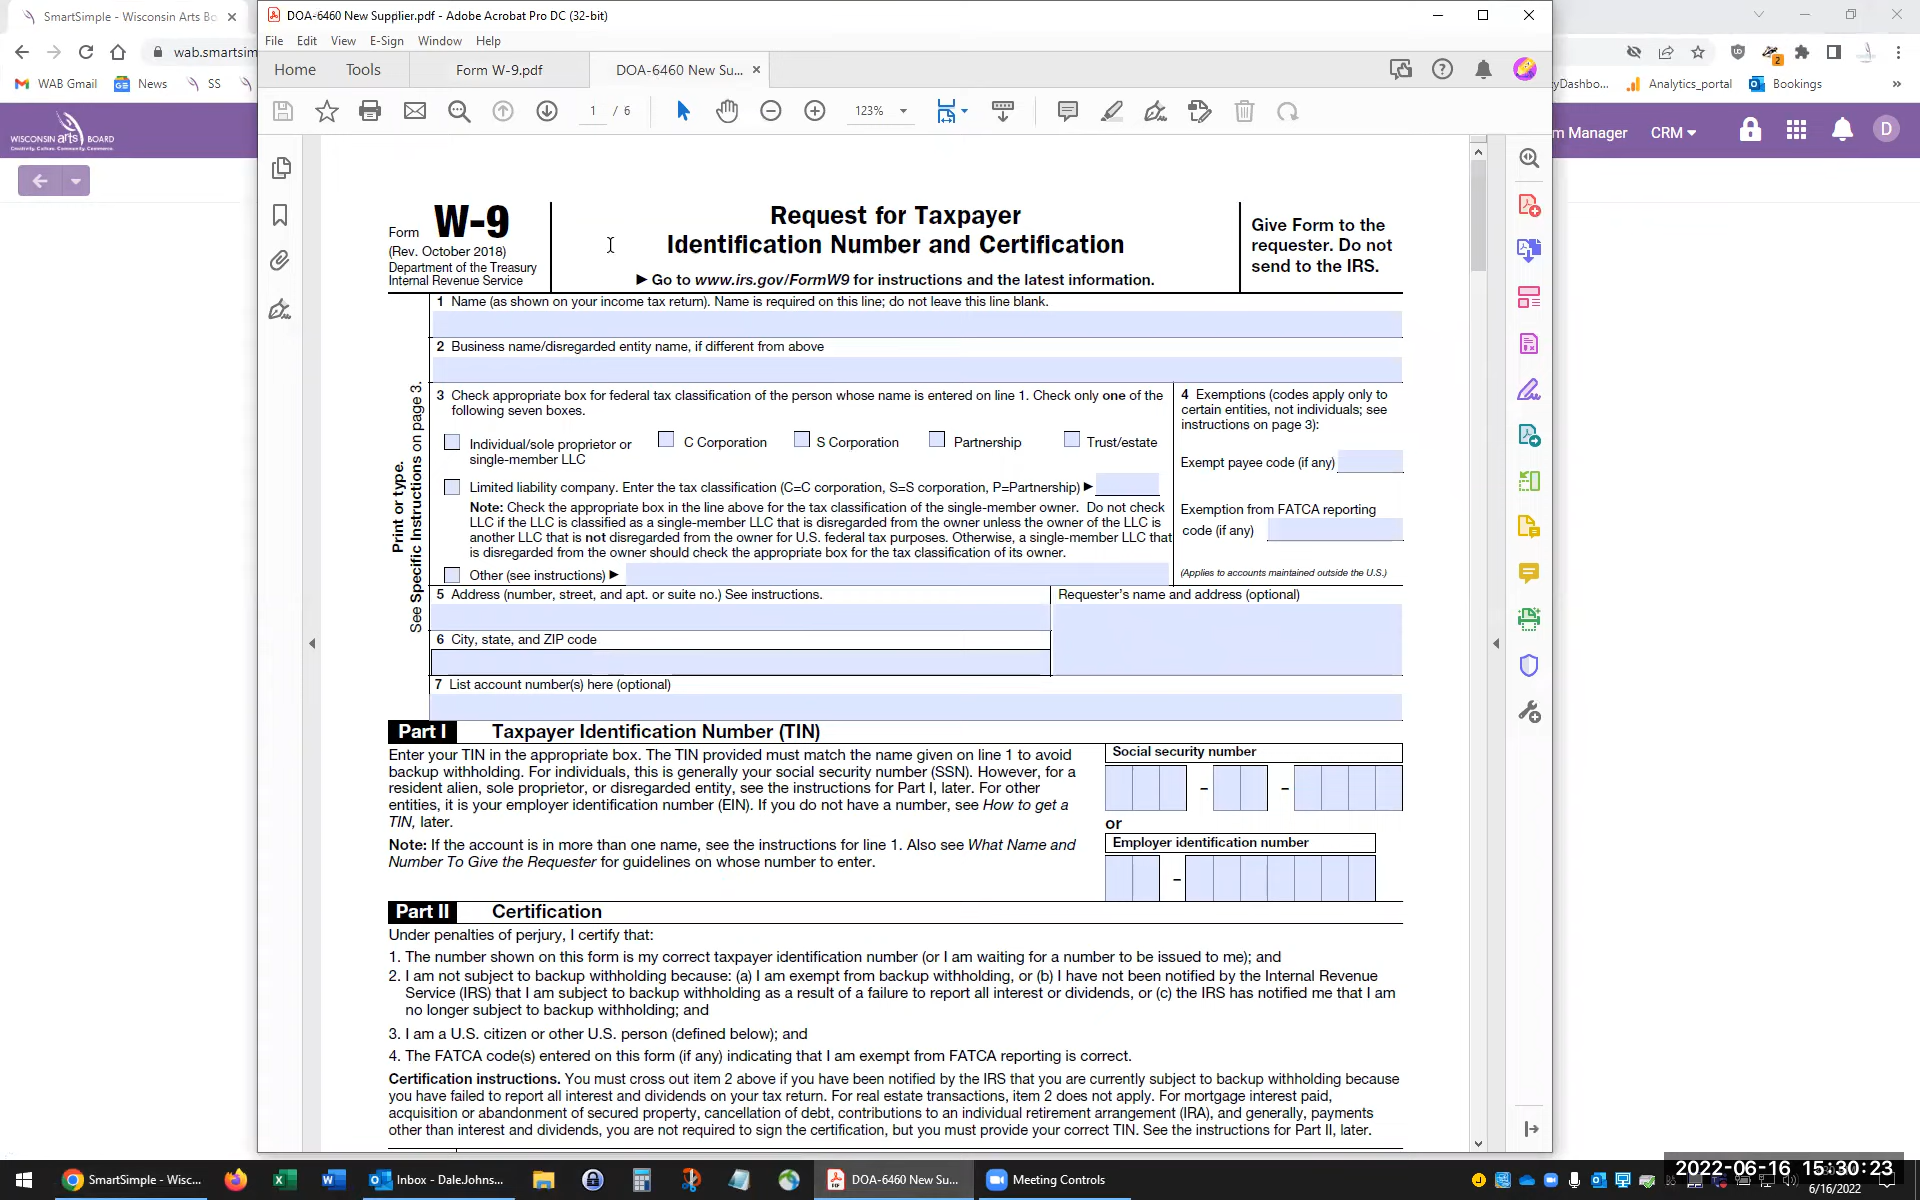 SmartSimple - Wisconsin Arts Bo
wab.smartsim
WAB Gmail
News
SS
WISCONSIN arts BOARD
Creativity. Culture. Community. Commerce.
DOA-6460 New Supplier.pdf - Adobe Acrobat Pro DC (32-bit)
File Edit View E-Sign Window Help
Home Tools Form W-9.pdf DOA-6460 New Su...
1 / 6 123%
2
yDashbo... Analytics_portal Bookings
m Manager CRM D
Form W-9
(Rev. October 2018)
Department of the Treasury
Internal Revenue Service
Request for Taxpayer
Identification Number and Certification
Go to www.irs.gov/FormW9 for instructions and the latest information.
Give Form to the
requester. Do not
send to the IRS.
Print or type.
See Specific Instructions on page 3.
1 Name (as shown on your income tax return). Name is required on this line; do not leave this line blank.
2 Business name/disregarded entity name, if different from above
3 Check appropriate box for federal tax classification of the person whose name is entered on line 1. Check only one of the
following seven boxes.
Individual/sole proprietor or
single-member LLC
C Corporation
S Corporation
Partnership
Trust/estate
Limited liability company. Enter the tax classification (C=C corporation, S=S corporation, P=Partnership)
Note: Check the appropriate box in the line above for the tax classification of the single-member owner. Do not check
LLC if the LLC is classified as a single-member LLC that is disregarded from the owner unless the owner of the LLC is
another LLC that is not disregarded from the owner for U.S. federal tax purposes. Otherwise, a single-member LLC that
is disregarded from the owner should check the appropriate box for the tax classification of its owner.
Other (see instructions)
4 Exemptions (codes apply only to
certain entities, not individuals; see
instructions on page 3):
Exempt payee code (if any)
Exemption from FATCA reporting
code (if any)
(Applies to accounts maintained outside the U.S.)
5 Address (number, street, and apt. or suite no.) See instructions.
Requester's name and address (optional)
6 City, state, and ZIP code
7 List account number(s) here (optional)
Part I Taxpayer Identification Number (TIN)
Enter your TIN in the appropriate box. The TIN provided must match the name given on line 1 to avoid
backup withholding. For individuals, this is generally your social security number (SSN). However, for a
resident alien, sole proprietor, or disregarded entity, see the instructions for Part I, later. For other
entities, it is your employer identification number (EIN). If you do not have a number, see How to get a
TIN, later.
Note: If the account is in more than one name, see the instructions for line 1. Also see What Name and
Number To Give the Requester for guidelines on whose number to enter.
Social security number
– –
or
Employer identification number
–
Part II Certification
Under penalties of perjury, I certify that:
1. The number shown on this form is my correct taxpayer identification number (or I am waiting for a number to be issued to me); and
2. I am not subject to backup withholding because: (a) I am exempt from backup withholding, or (b) I have not been notified by the Internal Revenue
Service (IRS) that I am subject to backup withholding as a result of a failure to report all interest or dividends, or (c) the IRS has notified me that I am
no longer subject to backup withholding; and
3. I am a U.S. citizen or other U.S. person (defined below); and
4. The FATCA code(s) entered on this form (if any) indicating that I am exempt from FATCA reporting is correct.
Certification instructions. You must cross out item 2 above if you have been notified by the IRS that you are currently subject to backup withholding because
you have failed to report all interest and dividends on your tax return. For real estate transactions, item 2 does not apply. For mortgage interest paid,
acquisition or abandonment of secured property, cancellation of debt, contributions to an individual retirement arrangement (IRA), and generally, payments
other than interest and dividends, you are not required to sign the certification, but you must provide your correct TIN. See the instructions for Part II, later.
SmartSimple - Wisc...
Inbox - DaleJohns...
DOA-6460 New Su...
Meeting Controls
2022-06-16 15:30:23
6/16/2022